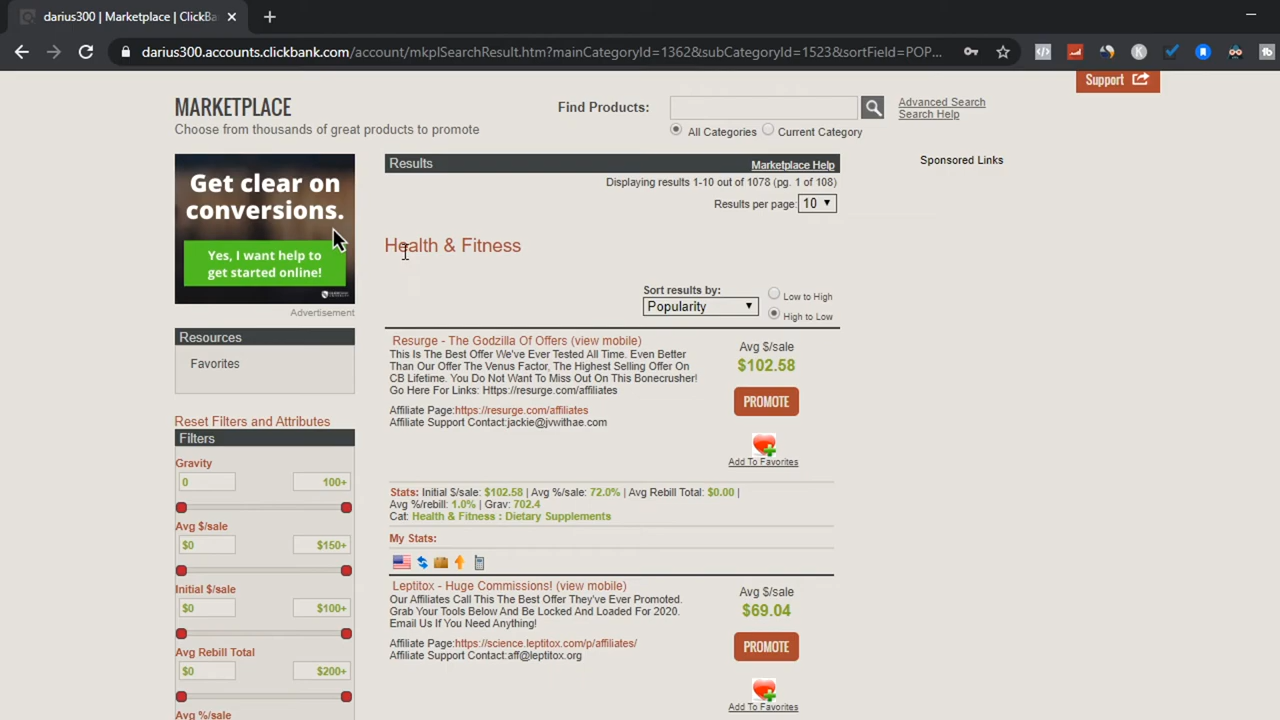 darius300 | Marketplace | ClickBa
darius300.accounts.clickbank.com/account/mkplSearchResult.htm?mainCategoryId=1362&subCategoryId=1523&sortField=POP...
Support
MARKETPLACE
Choose from thousands of great products to promote
Find Products:
Advanced Search
Search Help
All Categories
Current Category
Get clear on
conversions.
Yes, I want help to
get started online!
Advertisement
Resources
Favorites
Reset Filters and Attributes
Filters
Gravity
0
100+
Avg $/sale
$0
$150+
Initial $/sale
$0
$100+
Avg Rebill Total
$0
$200+
Avg %/sale
Results
Marketplace Help
Displaying results 1-10 out of 1078 (pg. 1 of 108)
Results per page:
10
Health & Fitness
Sort results by:
Popularity
Low to High
High to Low
Resurge - The Godzilla Of Offers (view mobile)
This Is The Best Offer We've Ever Tested All Time. Even Better
Than Our Offer The Venus Factor, The Highest Selling Offer On
CB Lifetime. You Do Not Want To Miss Out On This Bonecrusher!
Go Here For Links: Https://resurge.com/affiliates
Affiliate Page:https://resurge.com/affiliates
Affiliate Support Contact:jackie@jvwithae.com
Avg $/sale
$102.58
PROMOTE
Add To Favorites
Stats: Initial $/sale: $102.58 | Avg %/sale: 72.0% | Avg Rebill Total: $0.00 |
Avg %/rebill: 1.0% | Grav: 702.4
Cat: Health & Fitness : Dietary Supplements
My Stats:
Leptitox - Huge Commissions! (view mobile)
Our Affiliates Call This The Best Offer They've Ever Promoted.
Grab Your Tools Below And Be Locked And Loaded For 2020.
Email Us If You Need Anything!
Affiliate Page:https://science.leptitox.com/p/affiliates/
Affiliate Support Contact:aff@leptitox.org
Avg $/sale
$69.04
PROMOTE
Add To Favorites
Sponsored Links